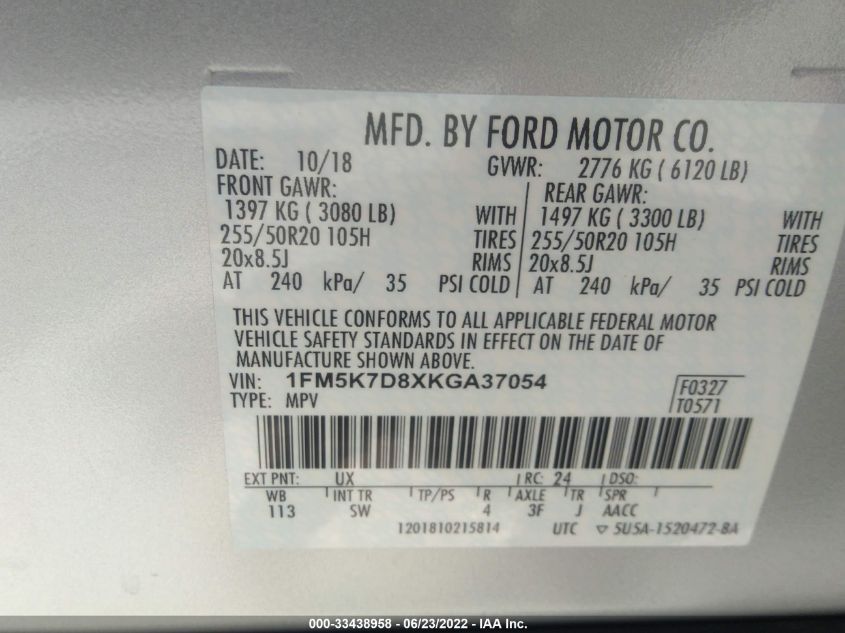 MFD. BY FORD MOTOR CO.
DATE: 10/18 GVWR: 2776 KG ( 6120 LB)
FRONT GAWR: REAR GAWR:
1397 KG ( 3080 LB) WITH 1497 KG ( 3300 LB) WITH
255/50R20 105H TIRES 255/50R20 105H TIRES
20x8.5J RIMS 20x8.5J RIMS
AT 240 kPa/ 35 PSI COLD AT 240 kPa/ 35 PSI COLD
THIS VEHICLE CONFORMS TO ALL APPLICABLE FEDERAL MOTOR
VEHICLE SAFETY STANDARDS IN EFFECT ON THE DATE OF
MANUFACTURE SHOWN ABOVE.
VIN: 1FM5K7D8XKGA37054
F0327
TYPE: MPV
T0571
EXT PNT: UX RC: 24 DSO:
WB INT TR TP/PS R AXLE TR SPR
113 SW 4 3F J AACC
1201810215814 UTC ▽ 5U5A-1520472-BA
000-33438958 - 06/23/2022 - IAA Inc.